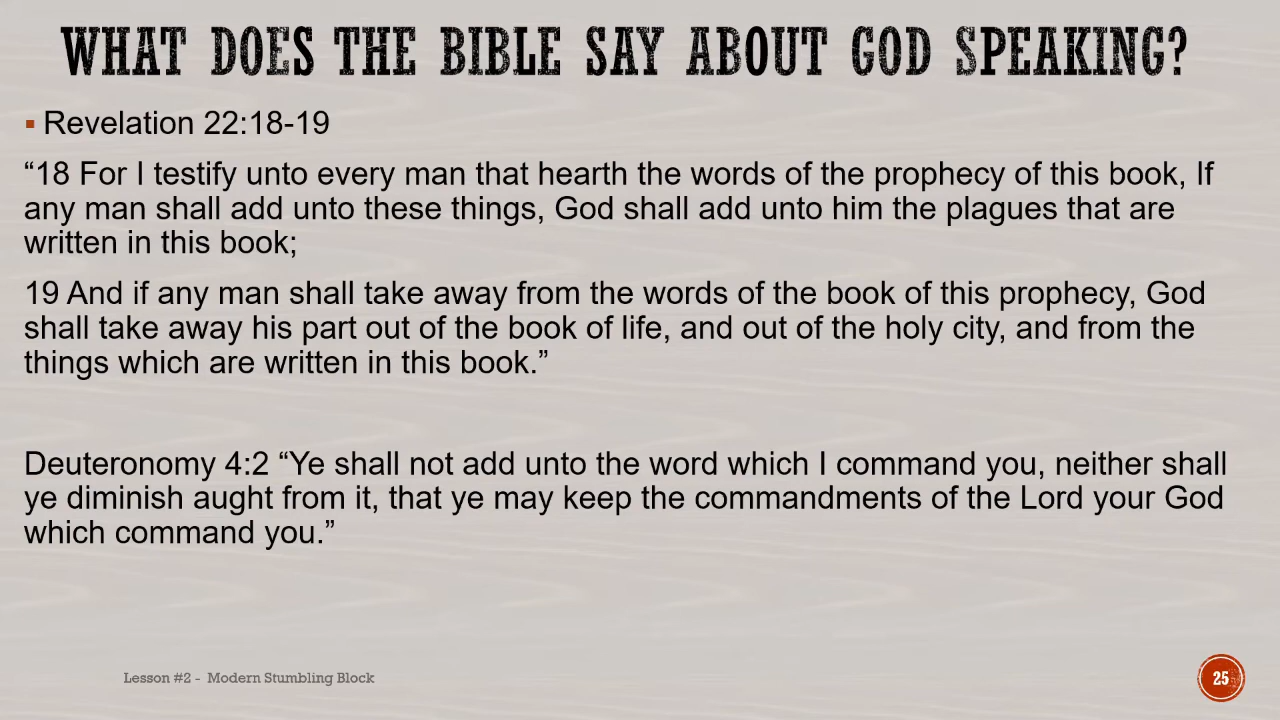 WHAT DOES THE BIBLE SAY ABOUT GOD SPEAKING?
▪ Revelation 22:18-19
“18 For I testify unto every man that hearth the words of the prophecy of this book, If
any man shall add unto these things, God shall add unto him the plagues that are
written in this book;
19 And if any man shall take away from the words of the book of this prophecy, God
shall take away his part out of the book of life, and out of the holy city, and from the
things which are written in this book.”
Deuteronomy 4:2 “Ye shall not add unto the word which I command you, neither shall
ye diminish aught from it, that ye may keep the commandments of the Lord your God
which command you.”
Lesson #2 - Modern Stumbling Block
25